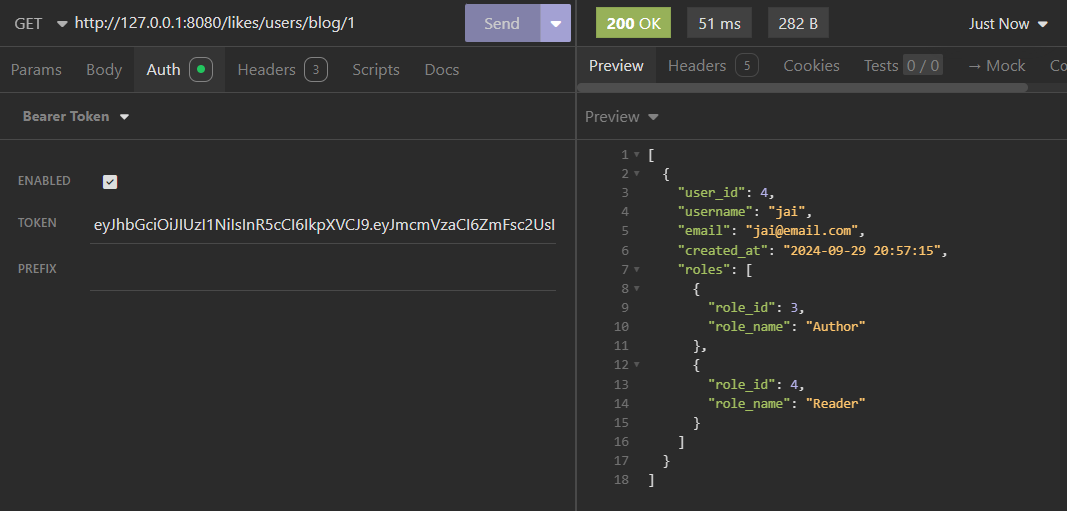 GET http://127.0.0.1:8080/likes/users/blog/1 Send
200 OK 51 ms 282 B Just Now
Params Body Auth Headers 3 Scripts Docs
Preview Headers 5 Cookies Tests 0 / 0 → Mock Co
Bearer Token
Preview
ENABLED
TOKEN eyJhbGciOiJIUzI1NiIsInR5cCI6IkpXVCJ9.eyJmcmVzaCI6ZmFsc2UsI
PREFIX
1 [
2 {
3 "user_id": 4,
4 "username": "jai",
5 "email": "jai@email.com",
6 "created_at": "2024-09-29 20:57:15",
7 "roles": [
8 {
9 "role_id": 3,
10 "role_name": "Author"
11 },
12 {
13 "role_id": 4,
14 "role_name": "Reader"
15 }
16 ]
17 }
18 ]